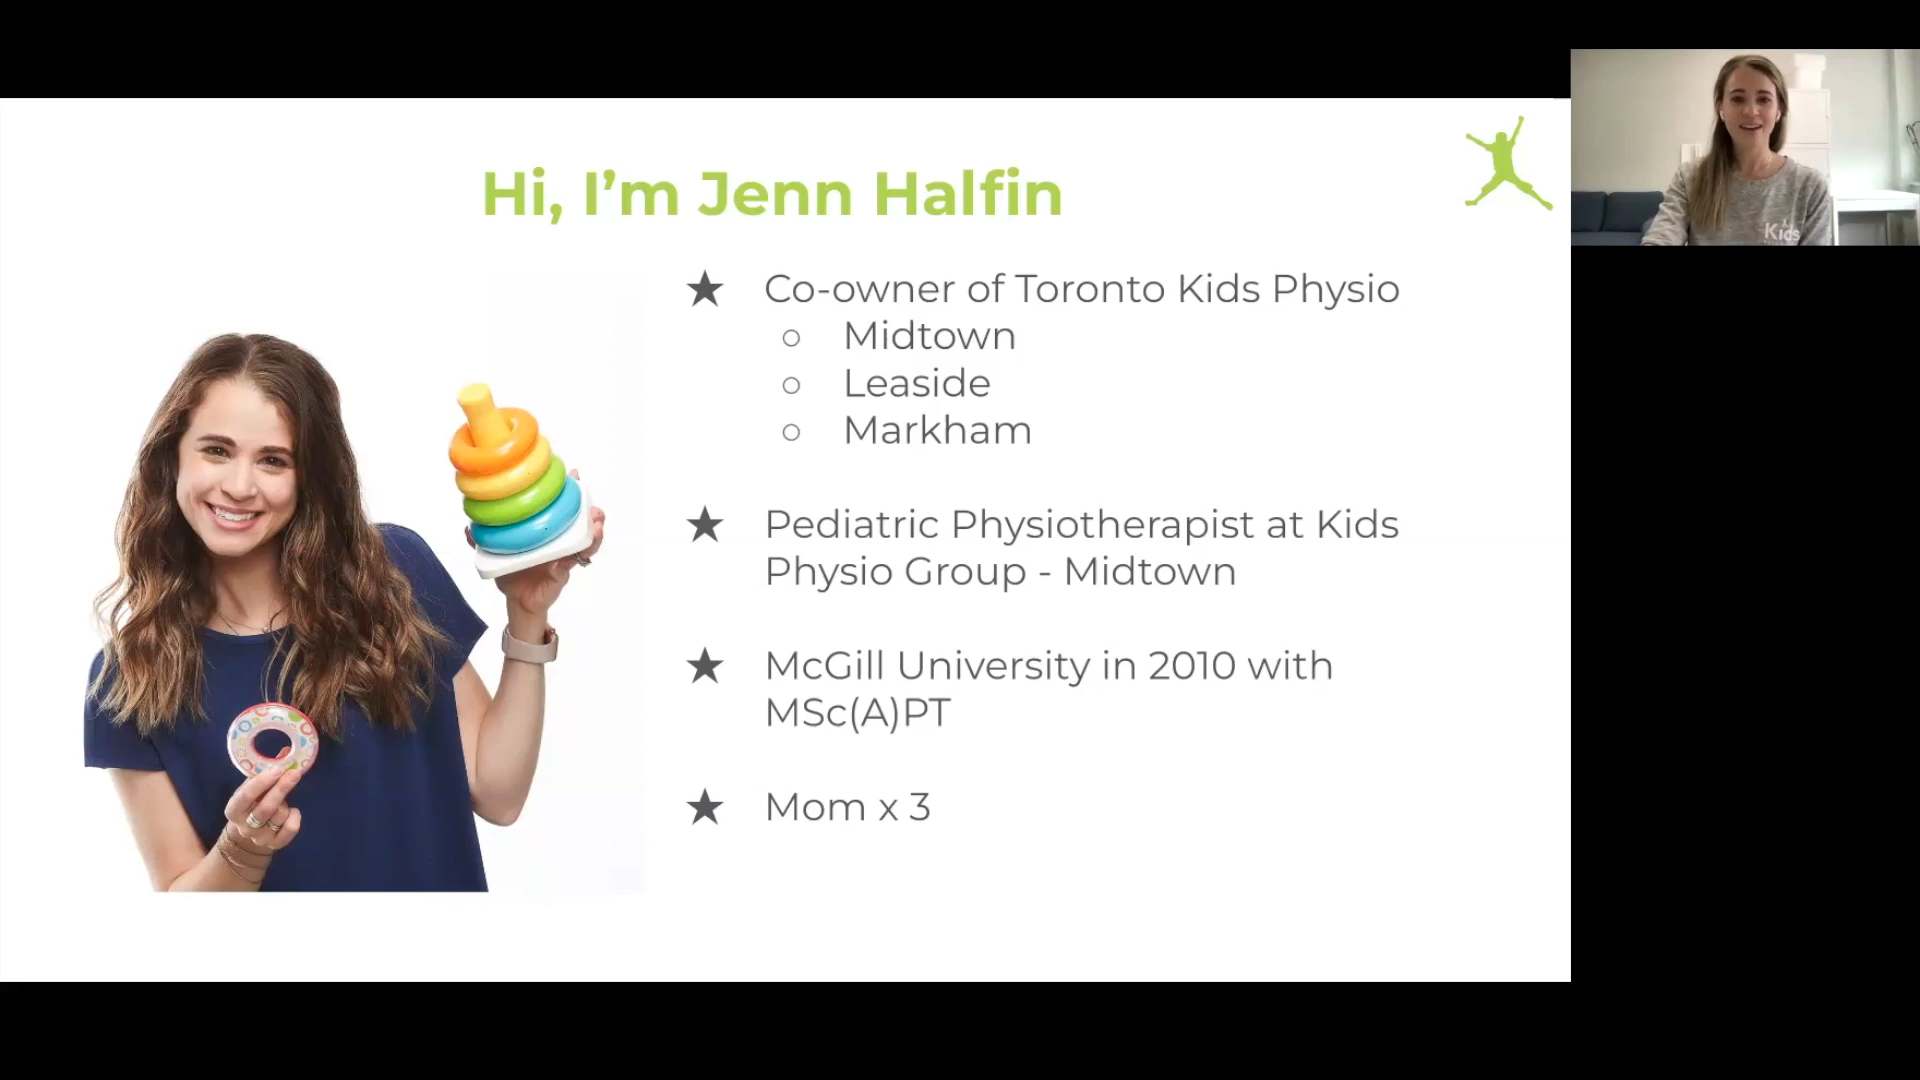 Hi, I’m Jenn Halfin
★ Co-owner of Toronto Kids Physio
○ Midtown
○ Leaside
○ Markham
★ Pediatric Physiotherapist at Kids
Physio Group - Midtown
★ McGill University in 2010 with
MSc(A)PT
★ Mom x 3
Kids